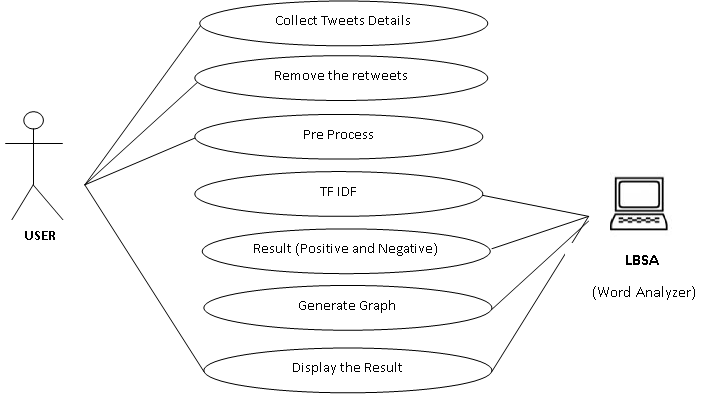 Collect Tweets Details
Remove the retweets
Pre Process
TF IDF
Result (Positive and Negative)
Generate Graph
Display the Result
USER
LBSA
(Word Analyzer)